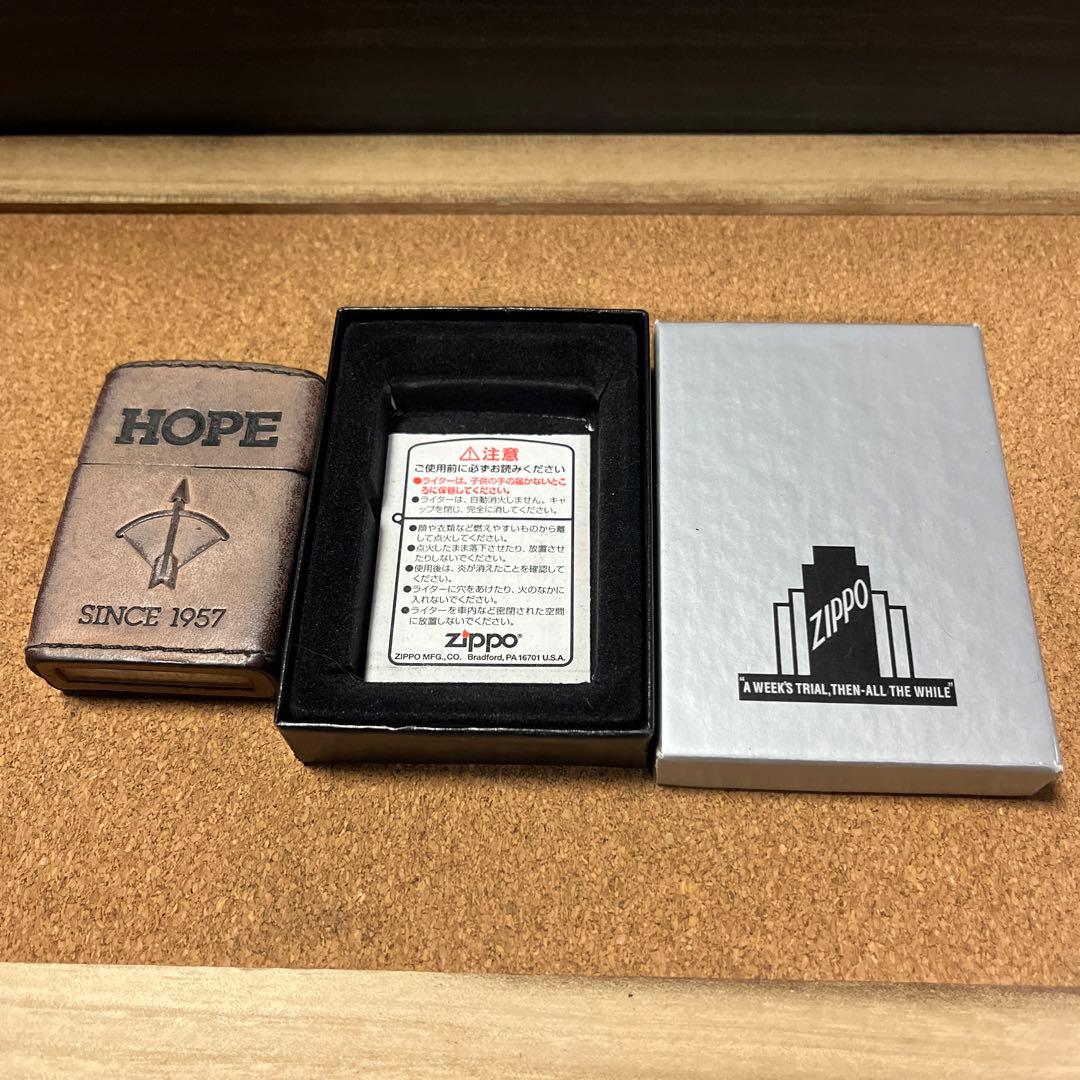 HOPE
SINCE 1957
⚠注意
ご使用前に必ずお読みください
●ライターは、子供の手の届かないとこ
ろに保管してください。
●ライターは、自動消火しません。キャ
ップを閉じ、完全に消してください。
●顔や衣類など燃えやすいものから離
して点火してください。
●点火したまま落下させたり、放置させ
たりしないでください。
●使用後は、炎が消えたことを確認して
ください。
●ライターに穴をあけたり、火のなかに
入れないでください。
●ライターを車内など密閉された空間
に放置しないでください。
zippo®
ZIPPO MFG.,CO. Bradford, PA 16701 U.S.A.
ZIPPO
"A WEEK'S TRIAL,THEN-ALL THE WHILE"